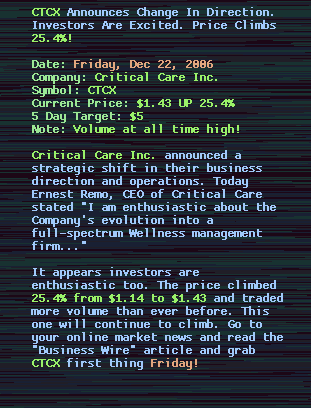 CTCX Announces Change In Direction.
Investors Are Excited. Price Climbs
25.4%!
Date: Friday, Dec 22, 2006
Company: Critical Care Inc.
Symbol: CTCX
Current Price: $1.43 UP 25.4%
5 Day Target: $5
Note: Volume at all time high!
Critical Care Inc. announced a
strategic shift in their business
direction and operations. Today
Ernest Remo, CEO of Critical Care
stated "I am enthusiastic about the
Company's evolution into a
full-spectrum Wellness management
firm..."
It appears investors are
enthusiastic too. The price climbed
25.4% from $1.14 to $1.43 and traded
more volume than ever before. This
one will continue to climb. Go to
your online market news and read the
"Business Wire" article and grab
CTCX first thing Friday!